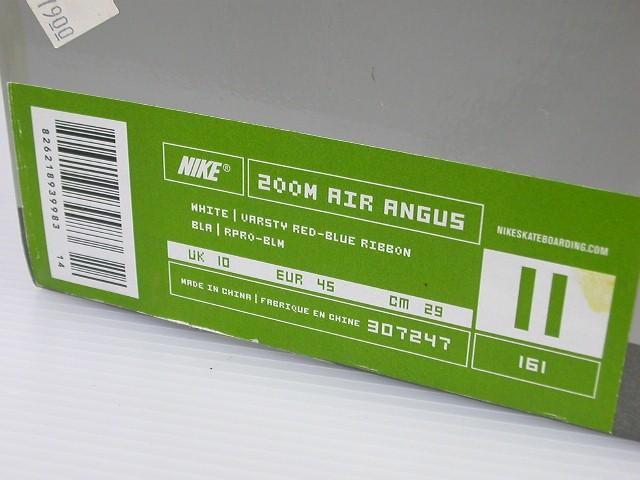 1900
826218939983 14
NIKE®
ZOOM AIR ANGUS
WHITE | VARSTY RED-BLUE RIBBON
BLA | RPRO-BLM
UK 10 EUR 45 CM 29
MADE IN CHINA | FABRIQUE EN CHINE 307247
NIKESKATEBOARDING.COM
11
161